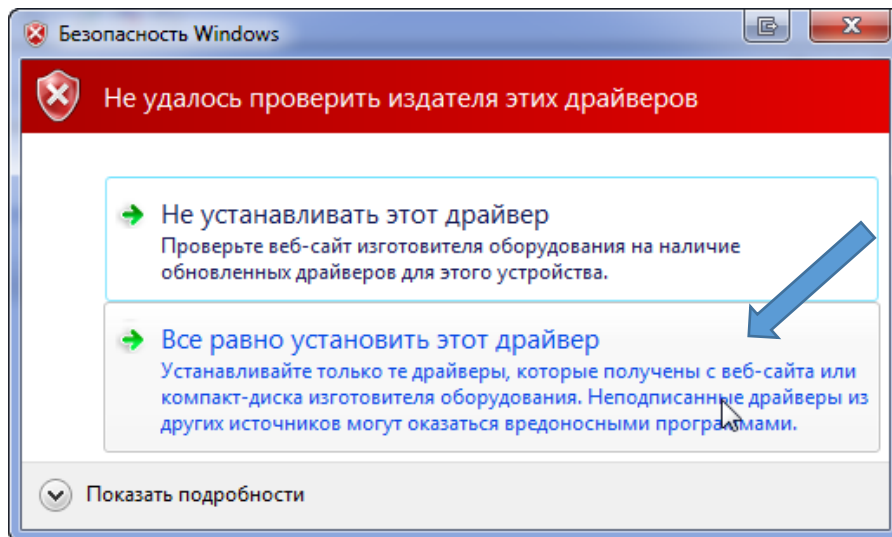 Безопасность Windows
Не удалось проверить издателя этих драйверов
Не устанавливать этот драйвер
Проверьте веб-сайт изготовителя оборудования на наличие
обновленных драйверов для этого устройства.
Все равно установить этот драйвер
Устанавливайте только те драйверы, которые получены с веб-сайта или
компакт-диска изготовителя оборудования. Неподписанные драйверы из
других источников могут оказаться вредоносными программами.
Показать подробности